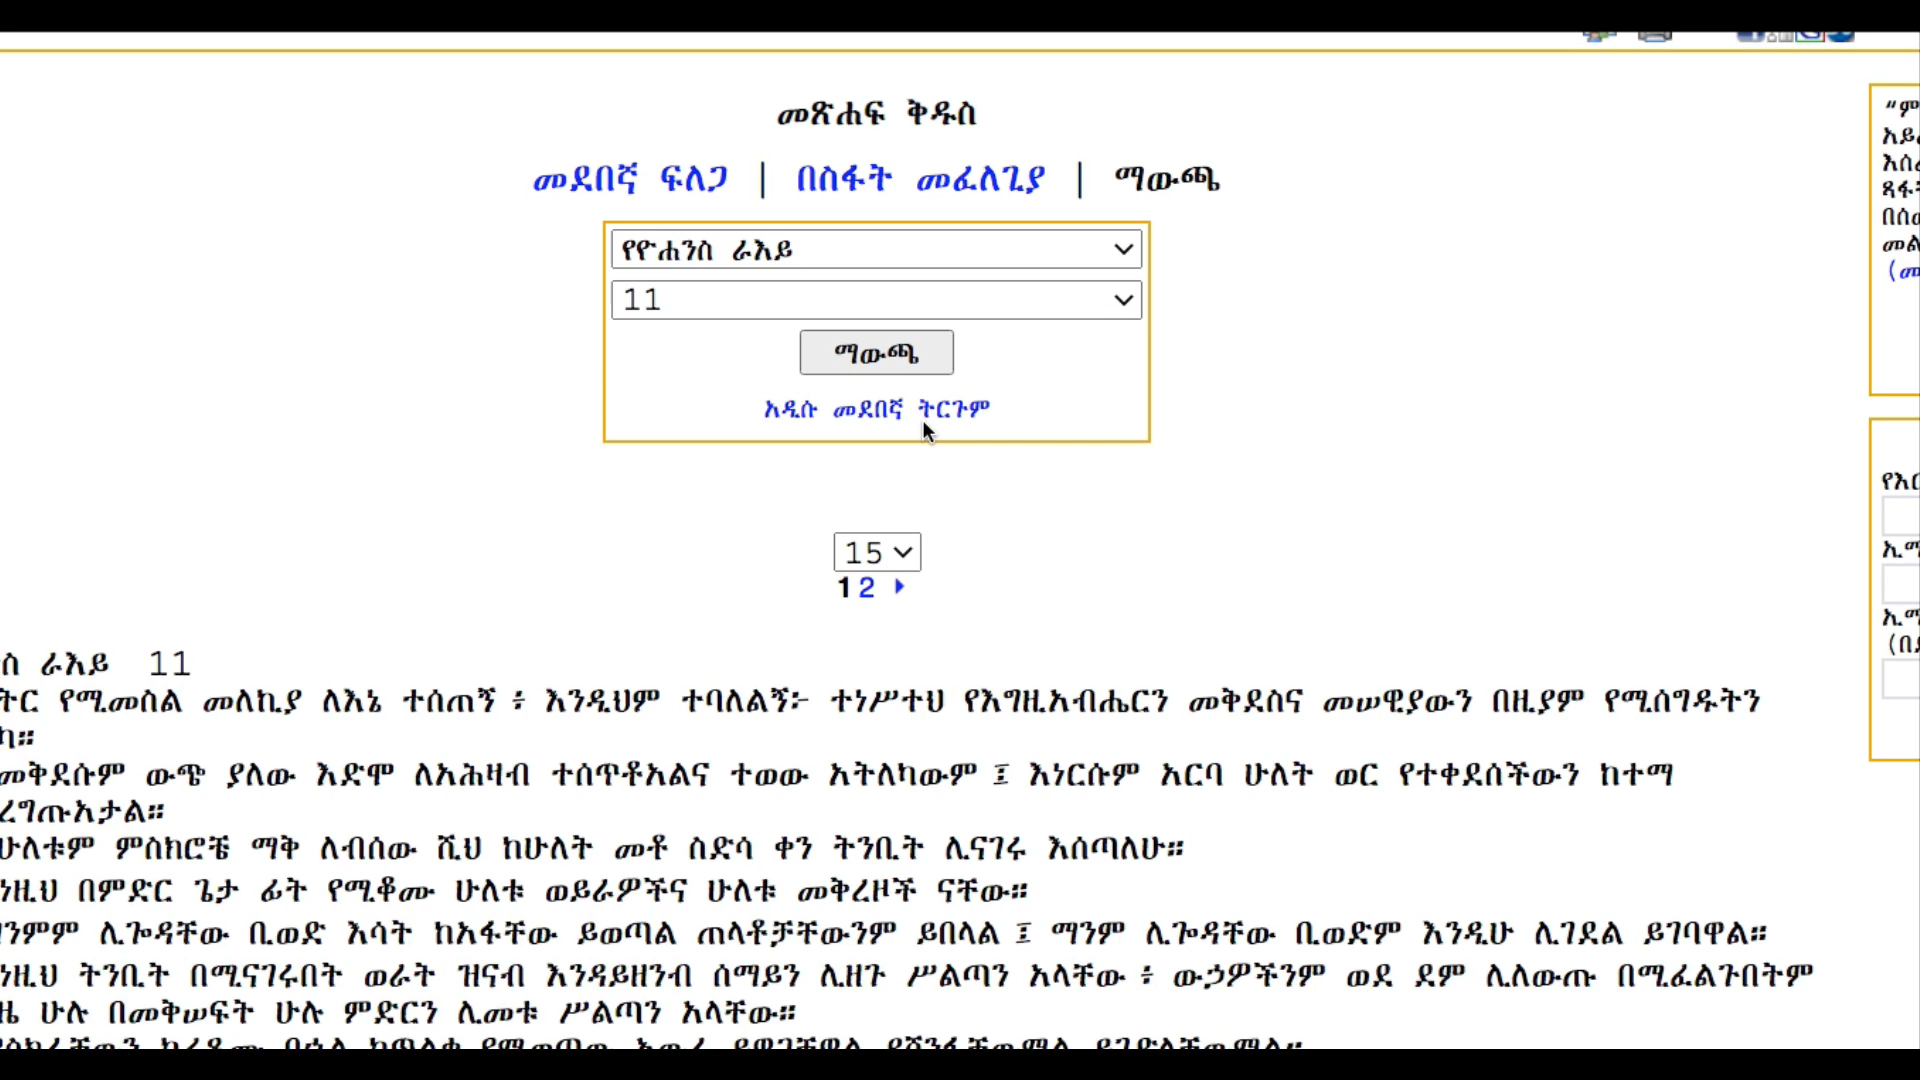 መጽሐፍ ቅዱስ
መደበኛ ፍለጋ | በስፋት መፈለጊያ | ማውጫ
የዮሐንስ ራእይ
11
ማውጫ
አዲሱ መደበኛ ትርጉም
15
1 2
ስ ራእይ 11
ትር የሚመስል መለኪያ ለእኔ ተሰጠኝ ፥ እንዲህም ተባለልኝ፦ ተነሥተህ የእግዚአብሔርን መቅደስና መሠዊያውን በዚያም የሚሰግዱትን
ካ።
መቅደሱም ውጭ ያለው እድሞ ለአሕዛብ ተሰጥቶአልና ተወው አትለካውም ፤ እነርሱም አርባ ሁለት ወር የተቀደሰችውን ከተማ
ረግጡአታል።
ሁለቱም ምስክሮቼ ማቅ ለብሰው ሺህ ከሁለት መቶ ስድሳ ቀን ትንቢት ሊናገሩ እሰጣለሁ።
ነዚህ በምድር ጌታ ፊት የሚቆሙ ሁለቱ ወይራዎችና ሁለቱ መቅረዞች ናቸው።
ንምም ሊጐዳቸው ቢወድ እሳት ከአፋቸው ይወጣል ጠላቶቻቸውንም ይበላል ፤ ማንም ሊጐዳቸው ቢወድም እንዲሁ ሊገደል ይገባዋል።
ነዚህ ትንቢት በሚናገሩበት ወራት ዝናብ እንዳይዘንብ ሰማይን ሊዘጉ ሥልጣን አላቸው ፥ ውኃዎችንም ወደ ደም ሊለውጡ በሚፈልጉበትም
ዜ ሁሉ በመቅሠፍት ሁሉ ምድርን ሊመቱ ሥልጣን አላቸው።